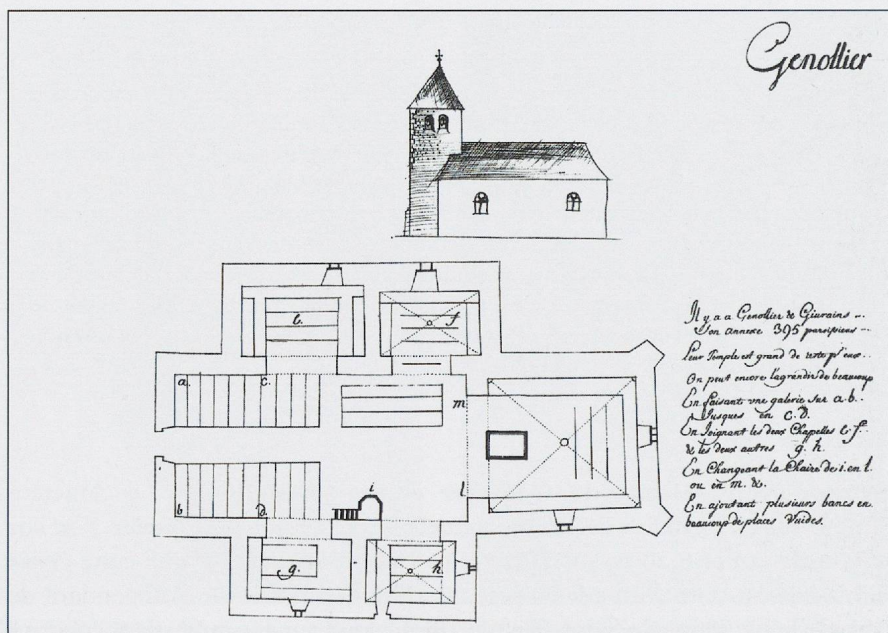 Genollier
Il y a a Genollier & Givrains
Son annexe 395 paroissiens
Leur Temple est grand de reste pr eux
On peut encore l'agrandir de beaucoup
En faisant une galerie sur a. b.
Jusques en c. d.
En Joignant les deux Chapelles e. f.
& les deux autres g. h.
En Changeant la Chaire de i. en l.
ou en m. &.
En ajoutant plusieurs bancs en
beaucoup de places Vuides.
e.
f
a.
c.
m
i
l
b
d.
g.
h.